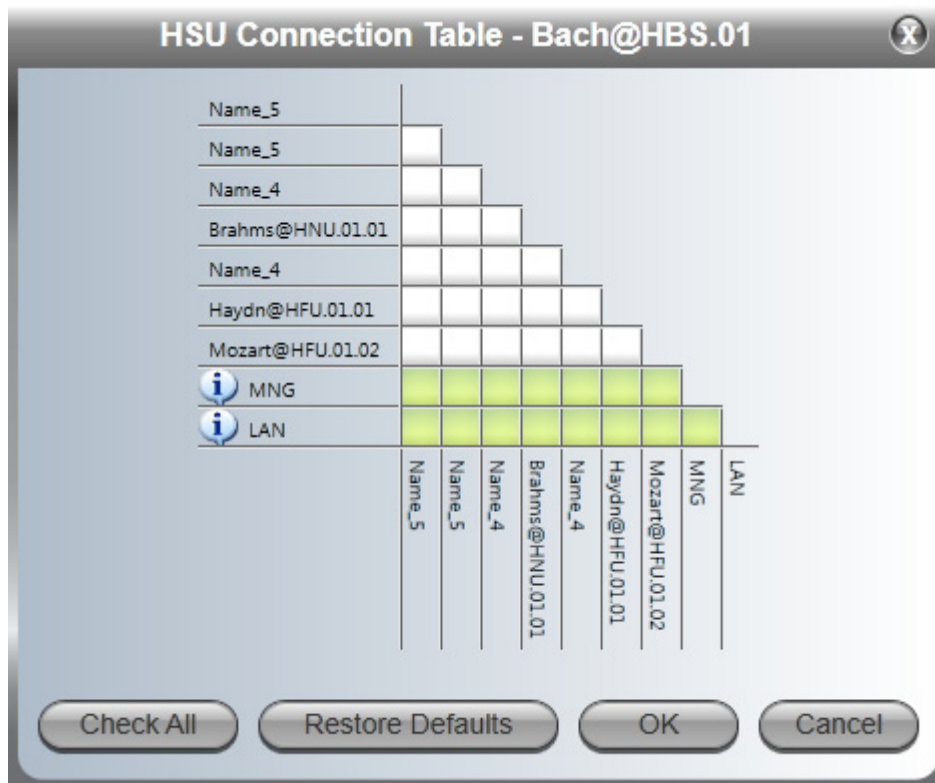 HSU Connection Table - Bach@HBS.01
X
Name_5
Name_5
Name_4
Brahms@HNU.01.01
Name_4
Haydn@HFU.01.01
Mozart@HFU.01.02
i MNG
i LAN
Name_5
Name_5
Name_4
Brahms@HNU.01.01
Name_4
Haydn@HFU.01.01
Mozart@HFU.01.02
MNG
LAN
Check All
Restore Defaults
OK
Cancel